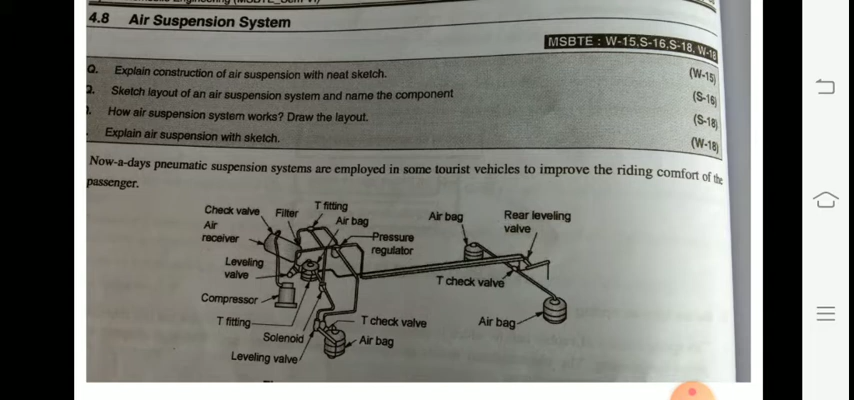 4.8 Air Suspension System
MSBTE : W-15,S-16,S-18, W-18
Q. Explain construction of air suspension with neat sketch. (W-15)
Sketch layout of an air suspension system and name the component (S-16)
How air suspension system works? Draw the layout. (S-18)
Explain air suspension with sketch. (W-18)
Now-a-days pneumatic suspension systems are employed in some tourist vehicles to improve the riding comfort of the
passenger.
T fitting
Check valve Filter Air bag Air bag Rear leveling
valve
Air
receiver
Pressure
regulator
Leveling
valve
T check valve
Compressor
T fitting T check valve Air bag
Solenoid Air bag
Leveling valve